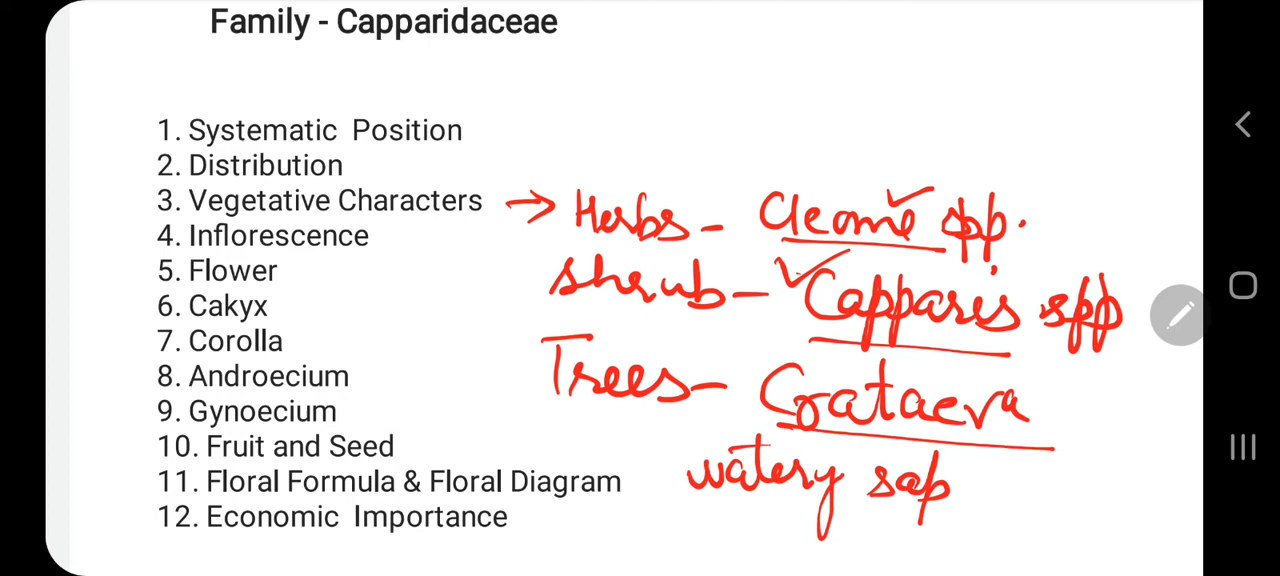 Family - Capparidaceae
1. Systematic Position
2. Distribution
3. Vegetative Characters → Herbs - Cleome spp.
4. Inflorescence
5. Flower
Shrub - Capparis spp
6. Cakyx
7. Corolla
8. Androecium
Trees - Crataeva
9. Gynoecium
10. Fruit and Seed
11. Floral Formula & Floral Diagram
watery sap
12. Economic Importance